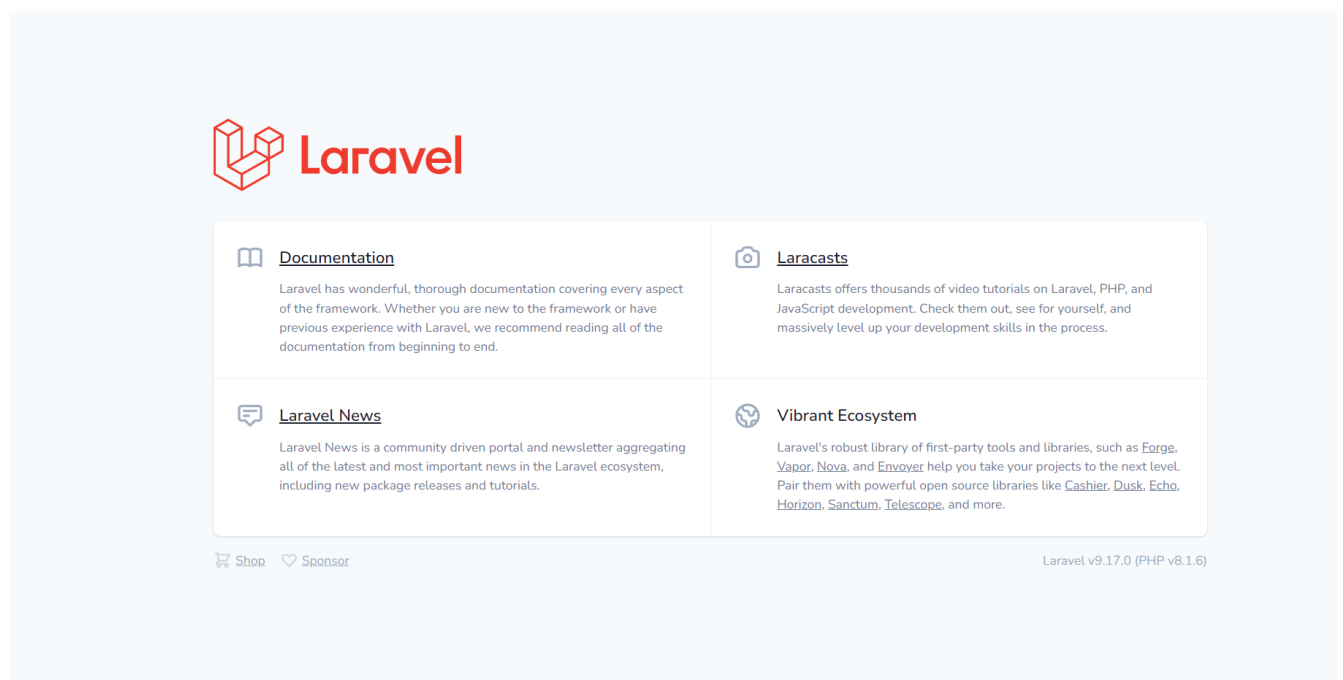 Laravel
Documentation
Laravel has wonderful, thorough documentation covering every aspect
of the framework. Whether you are new to the framework or have
previous experience with Laravel, we recommend reading all of the
documentation from beginning to end.
Laracasts
Laracasts offers thousands of video tutorials on Laravel, PHP, and
JavaScript development. Check them out, see for yourself, and
massively level up your development skills in the process.
Laravel News
Laravel News is a community driven portal and newsletter aggregating
all of the latest and most important news in the Laravel ecosystem,
including new package releases and tutorials.
Vibrant Ecosystem
Laravel's robust library of first-party tools and libraries, such as Forge,
Vapor, Nova, and Envoyer help you take your projects to the next level.
Pair them with powerful open source libraries like Cashier, Dusk, Echo,
Horizon, Sanctum, Telescope, and more.
Shop
Sponsor
Laravel v9.17.0 (PHP v8.1.6)